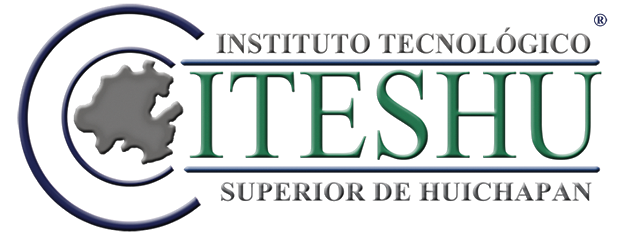 INSTITUTO TECNOLÓGICO ®
ITESHU
SUPERIOR DE HUICHAPAN